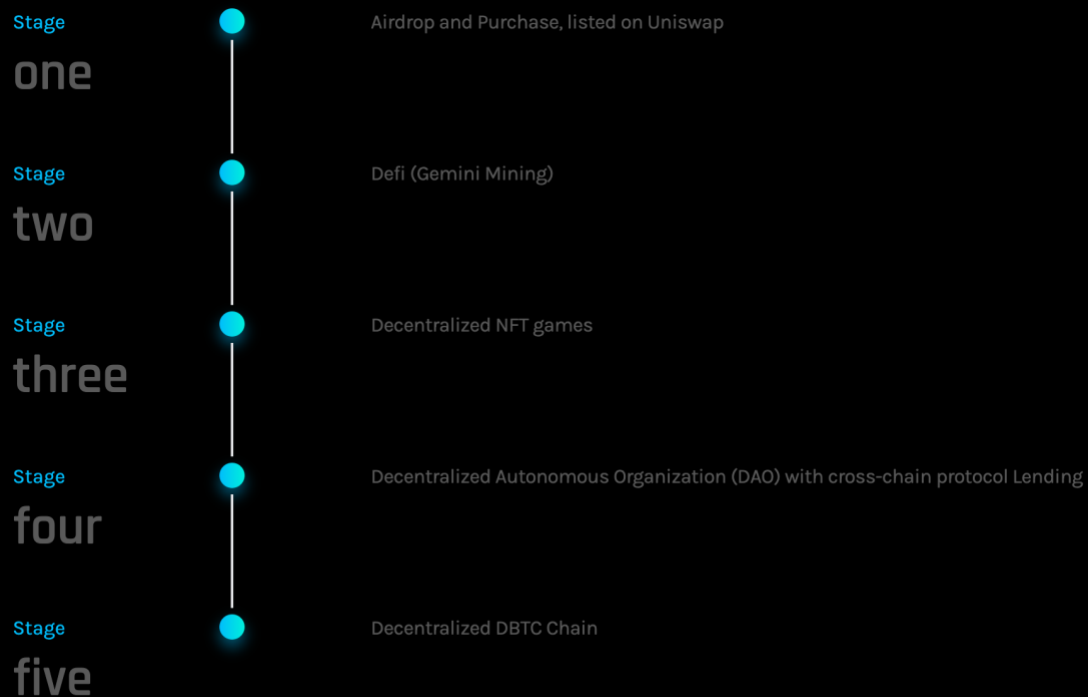 Stage
one
Airdrop and Purchase, listed on Uniswap
Stage
two
Defi (Gemini Mining)
Stage
three
Decentralized NFT games
Stage
four
Decentralized Autonomous Organization (DAO) with cross-chain protocol Lending
Stage
five
Decentralized DBTC Chain